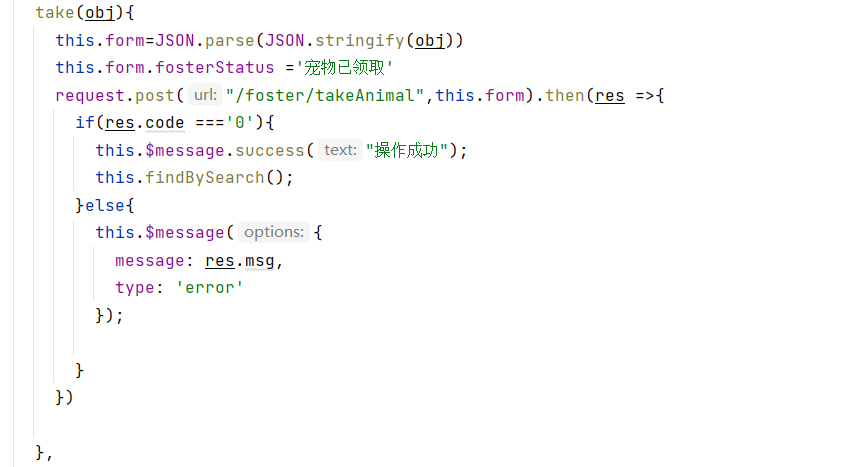 take(obj){
this.form=JSON.parse(JSON.stringify(obj))
this.form.fosterStatus ='宠物已领取'
request.post( url: "/foster/takeAnimal",this.form).then(res =>{
if(res.code ==='0'){
this.$message.success( text: "操作成功");
this.findBySearch();
}else{
this.$message( options: {
message: res.msg,
type: 'error'
});
}
})
},